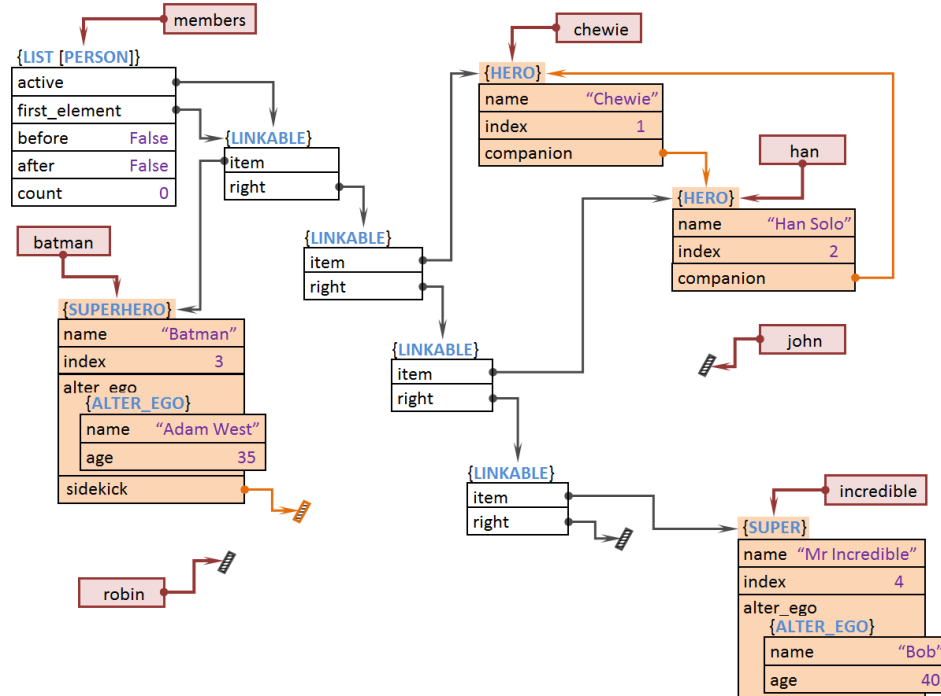 members
{LIST [PERSON]}
active
first_element
before False
after False
count 0
{LINKABLE}
item
right
chewie
{HERO}
name "Chewie"
index 1
companion
han
{HERO}
name "Han Solo"
index 2
companion
{LINKABLE}
item
right
batman
{SUPERHERO}
name "Batman"
index 3
alter_ego
{ALTER_EGO}
name "Adam West"
age 35
sidekick
{LINKABLE}
item
right
john
{LINKABLE}
item
right
incredible
{SUPER}
name "Mr Incredible"
index 4
alter_ego
{ALTER_EGO}
name "Bob"
age 40
robin